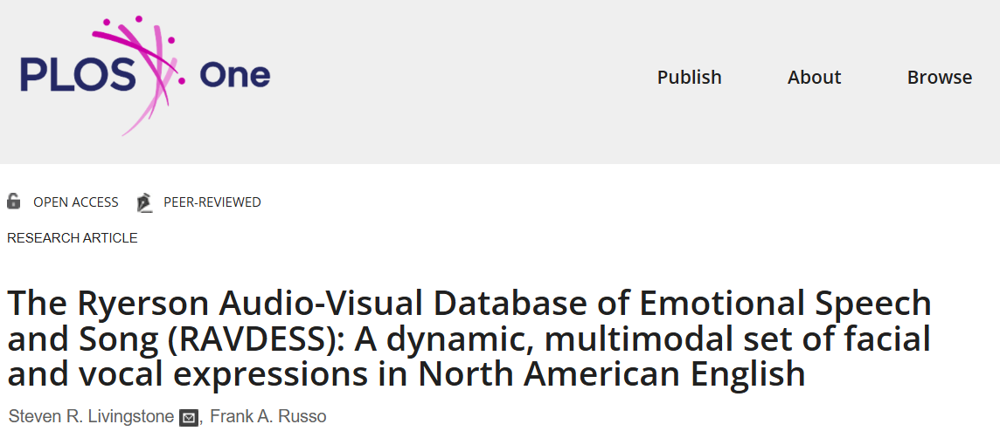 PLOS One
Publish About Browse
OPEN ACCESS PEER-REVIEWED
RESEARCH ARTICLE
The Ryerson Audio-Visual Database of Emotional Speech
and Song (RAVDESS): A dynamic, multimodal set of facial
and vocal expressions in North American English
Steven R. Livingstone , Frank A. Russo